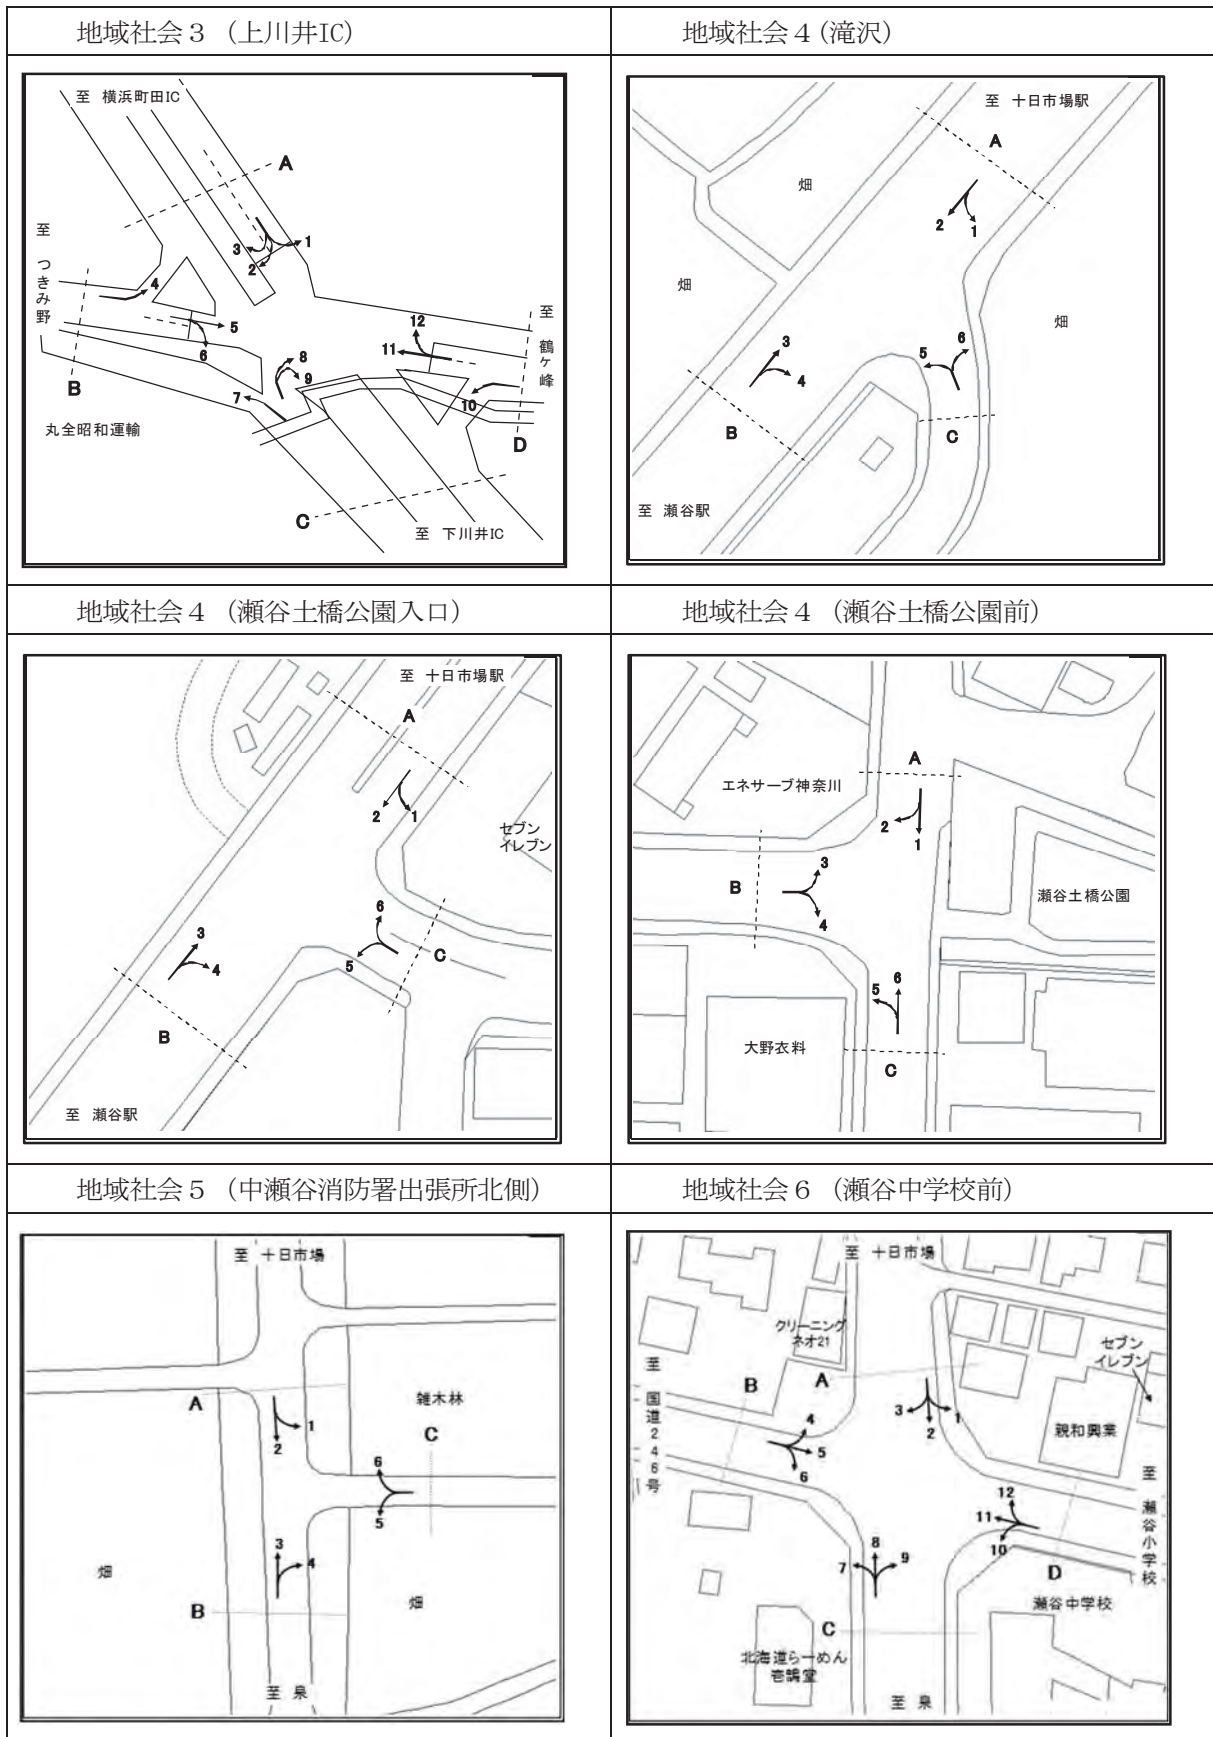 地域社会３（上川井IC）
至 横浜町田IC
A
至 つきみ野
1
2
3
4
5
6
7
8
9
10
11
12
至 鶴ヶ峰
B
丸全昭和運輸
C
D
至 下川井IC
地域社会４(滝沢)
至 十日市場駅
A
畑
2
1
畑
畑
3
4
5
6
B
C
至 瀬谷駅
地域社会４（瀬谷土橋公園入口）
至 十日市場駅
A
2
1
セブン
イレブン
6
3
4
5
C
B
至 瀬谷駅
地域社会４（瀬谷土橋公園前）
A
エネサーブ神奈川
2
1
3
B
4
瀬谷土橋公園
5
6
大野衣料
C
地域社会５（中瀬谷消防署出張所北側）
至 十日市場
A
雑木林
1
2
C
6
5
3
4
畑
畑
B
至 泉
地域社会６（瀬谷中学校前）
至 十日市場
クリーニング
ネオ21
セブン
イレブン
至 国道246号
B
A
3
2
1
親和興業
4
5
6
至 瀬谷小学校
12
11
10
7
8
9
D
瀬谷中学校
C
北海道らーめん
壱鵠堂
至 泉